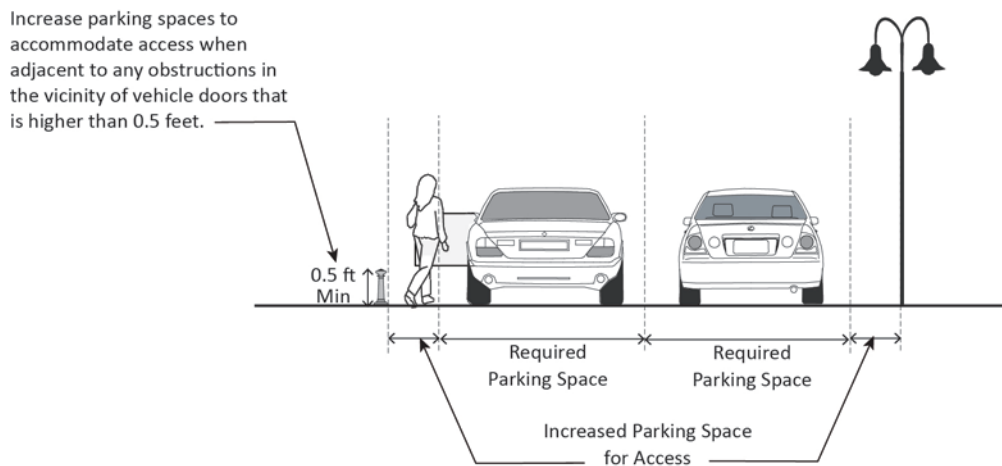 Increase parking spaces to
accommodate access when
adjacent to any obstructions in
the vicinity of vehicle doors that
is higher than 0.5 feet.
0.5 ft
Min
Required
Parking Space
Required
Parking Space
Increased Parking Space
for Access